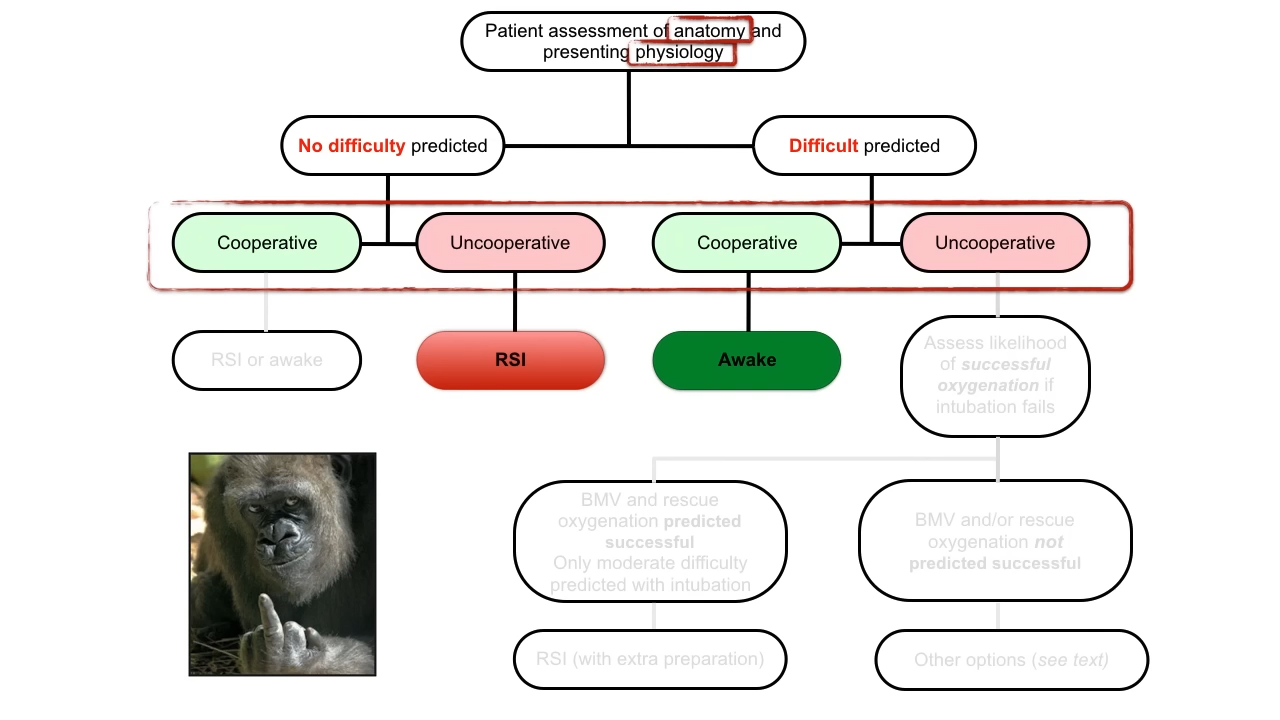 Patient assessment of anatomy and
presenting physiology
No difficulty predicted
Difficult predicted
Cooperative
Uncooperative
Cooperative
Uncooperative
RSI or awake
RSI
Awake
Assess likelihood
of successful
oxygenation if
intubation fails
BMV and rescue
oxygenation predicted
successful
Only moderate difficulty
predicted with intubation
BMV and/or rescue
oxygenation not
predicted successful
RSI (with extra preparation)
Other options (see text)